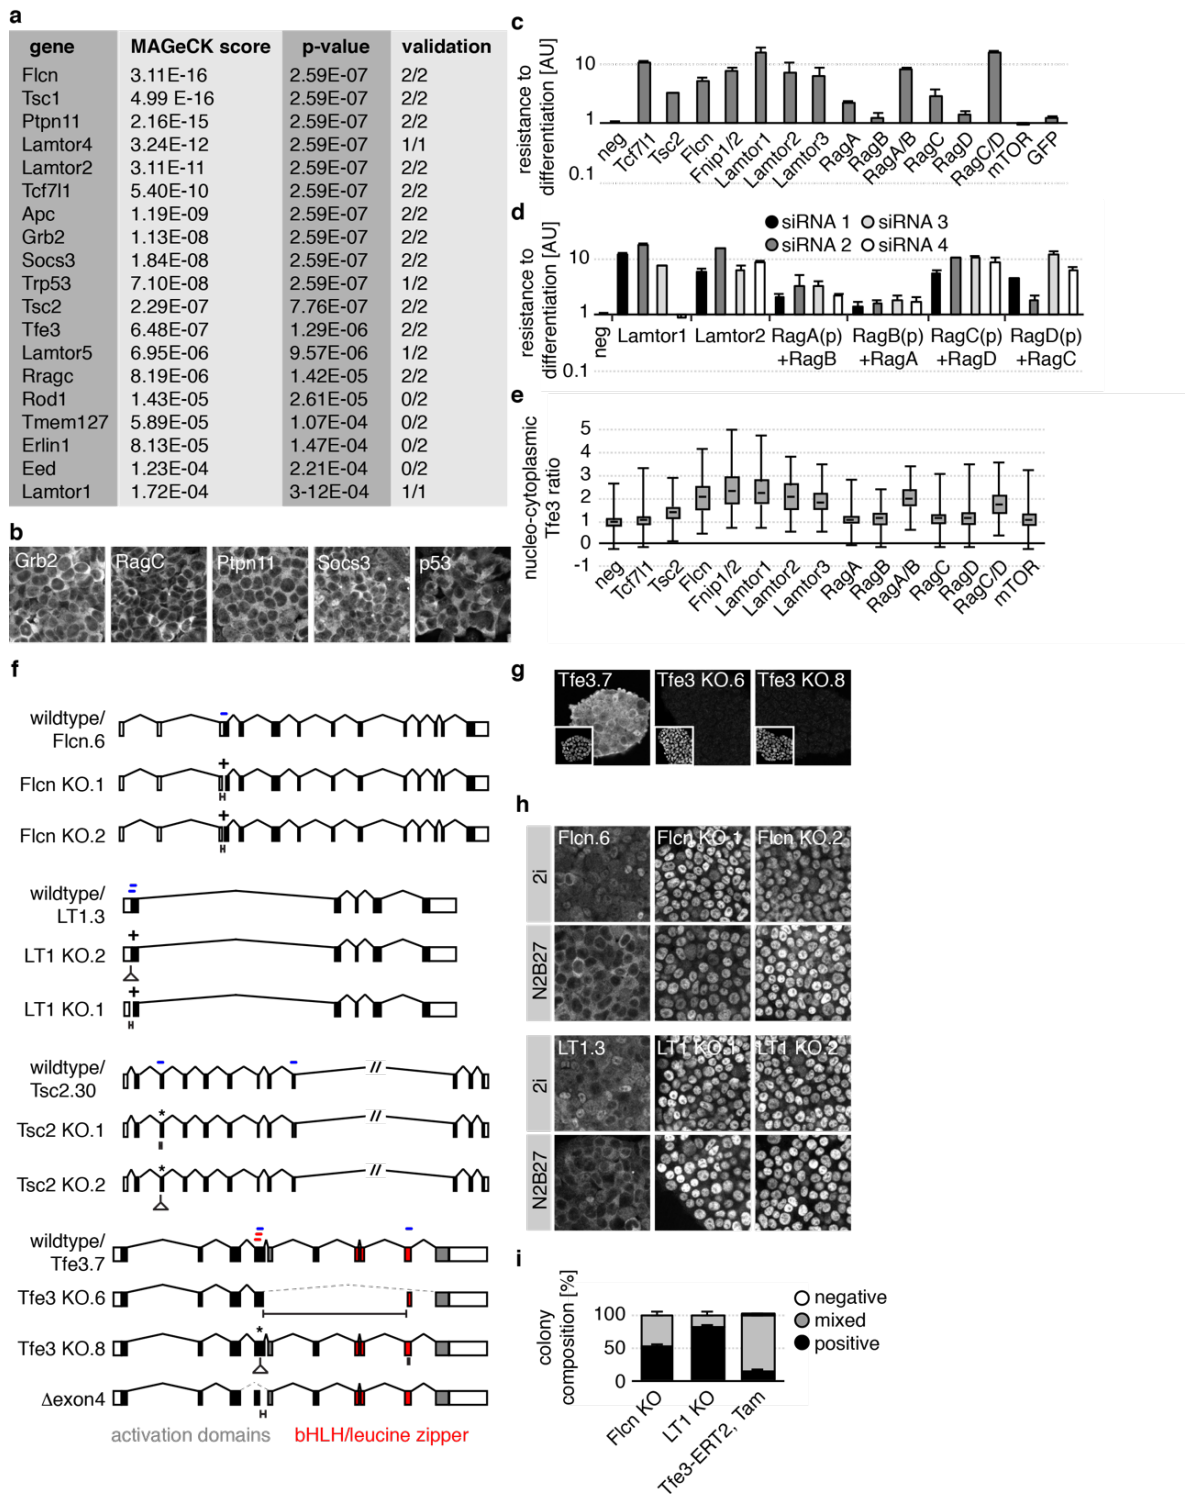 a
gene MAGeCK score p-value validation
Flcn 3.11E-16 2.59E-07 2/2
Tsc1 4.99 E-16 2.59E-07 2/2
Ptpn11 2.16E-15 2.59E-07 2/2
Lamtor4 3.24E-12 2.59E-07 1/1
Lamtor2 3.11E-11 2.59E-07 2/2
Tcf7l1 5.40E-10 2.59E-07 2/2
Apc 1.19E-09 2.59E-07 2/2
Grb2 1.13E-08 2.59E-07 2/2
Socs3 1.84E-08 2.59E-07 2/2
Trp53 7.10E-08 2.59E-07 1/2
Tsc2 2.29E-07 7.76E-07 2/2
Tfe3 6.48E-07 1.29E-06 2/2
Lamtor5 6.95E-06 9.57E-06 1/2
Rragc 8.19E-06 1.42E-05 2/2
Rod1 1.43E-05 2.61E-05 0/2
Tmem127 5.89E-05 1.07E-04 0/2
Erlin1 8.13E-05 1.47E-04 0/2
Eed 1.23E-04 2.21E-04 0/2
Lamtor1 1.72E-04 3-12E-04 1/1
b
Grb2 RagC Ptpn11 Socs3 p53
c
resistance to
differentiation [AU]
10
1
0.1
neg Tcf7l1 Tsc2 Flcn Fnip1/2 Lamtor1 Lamtor2 Lamtor3 RagA RagB RagA/B RagC RagD RagC/D mTOR GFP
d
resistance to
differentiation [AU]
siRNA 1 siRNA 3
siRNA 2 siRNA 4
10
1
0.1
neg Lamtor1 Lamtor2 RagA(p) RagB(p) RagC(p) RagD(p)
+RagB +RagA +RagD +RagC
e
nucleo-cytoplasmic
Tfe3 ratio
5
4
3
2
1
0
-1
neg Tcf7l1 Tsc2 Flcn Fnip1/2 Lamtor1 Lamtor2 Lamtor3 RagA RagB RagA/B RagC RagD RagC/D mTOR
f
wildtype/
Flcn.6
+
Flcn KO.1
H
+
Flcn KO.2
H
wildtype/
LT1.3
+
LT1 KO.2
+
LT1 KO.1
H
wildtype/
Tsc2.30
//
*
Tsc2 KO.1
//
*
Tsc2 KO.2
//
wildtype/
Tfe3.7
Tfe3 KO.6
*
Tfe3 KO.8
Δexon4
H
activation domains bHLH/leucine zipper
g
Tfe3.7 Tfe3 KO.6 Tfe3 KO.8
h
2i
Flcn.6 Flcn KO.1 Flcn KO.2
N2B27
2i
LT1.3 LT1 KO.1 LT1 KO.2
N2B27
i
colony
composition [%]
100
50
0
negative
mixed
positive
Flcn KO LT1 KO Tfe3-ERT2, Tam